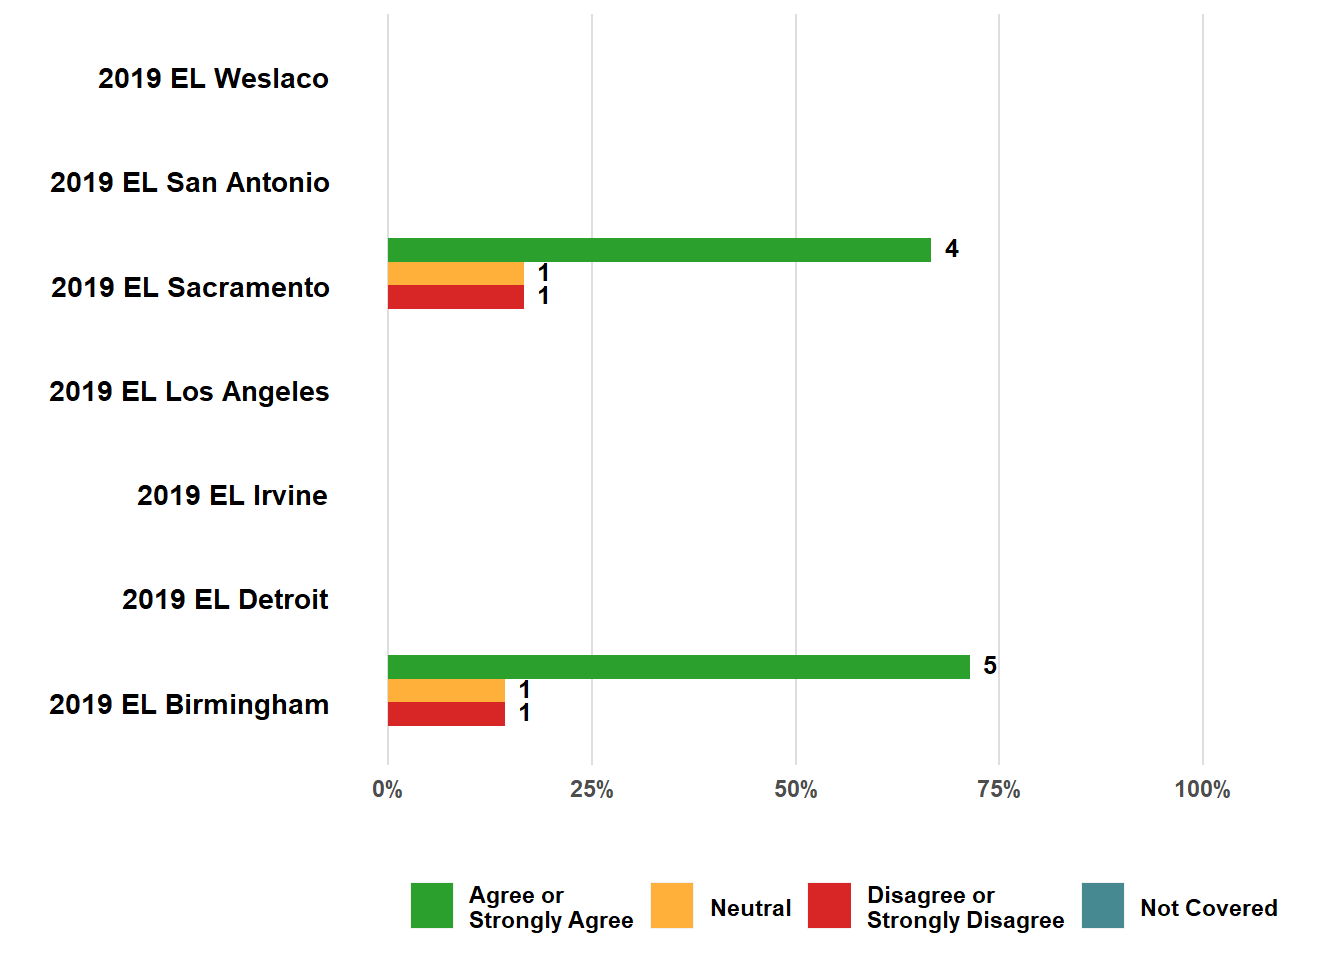 2019 EL Weslaco
2019 EL San Antonio
4
1
2019 EL Sacramento
1
2019 EL Los Angeles
2019 EL Irvine
2019 EL Detroit
5
1
2019 EL Birmingham
1
0%
25%
50%
75%
100%
Agree or
Strongly Agree
Neutral
Disagree or
Strongly Disagree
Not Covered